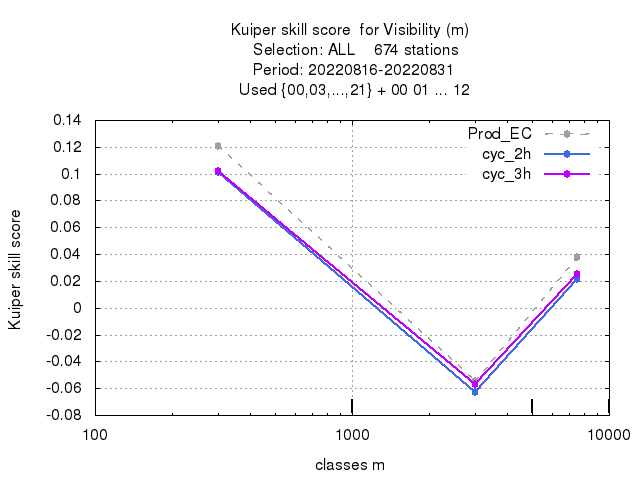 Kuiper skill score  for Visibility (m)
Selection: ALL    674 stations
Period: 20220816-20220831
Used {00,03,...,21} + 00 01 ... 12
Prod_EC
cyc_2h
cyc_3h
0.14
0.12
0.1
0.08
0.06
0.04
0.02
0
-0.02
-0.04
-0.06
-0.08
Kuiper skill score
100
1000
10000
classes m